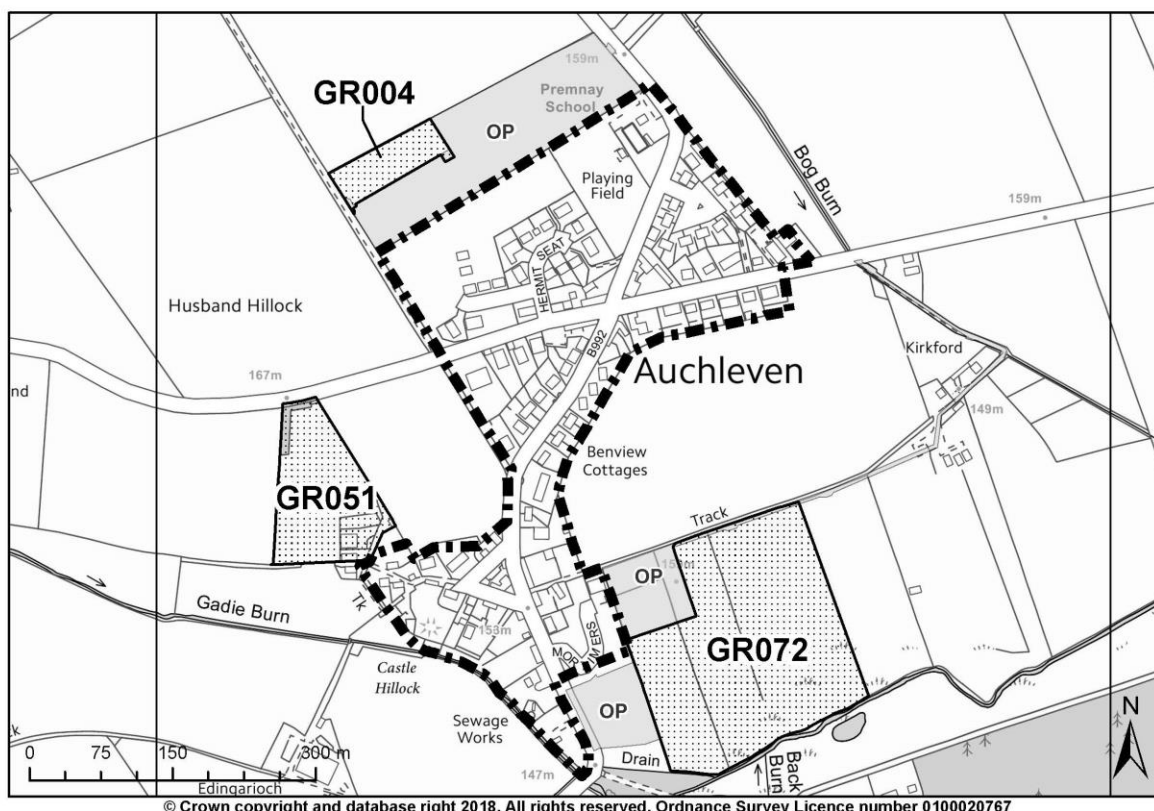 159m
GR004
Premnay
School
OP
Bog Burn
Playing
Field
159m
HERMIT SEAT
Husband Hillock
B992
Kirkford
167m
Auchleven
nd
149m
Benview
Cottages
GR051
Track
OP
Tk
Gadie Burn
153m
MORTIMERS
GR072
Castle
Hillock
OP
N
Sewage
Works
0 75 150 300 m
147m
Drain
Back
Burn
Edingarioch
© Crown copyright and database right 2018. All rights reserved. Ordnance Survey Licence number 0100020767